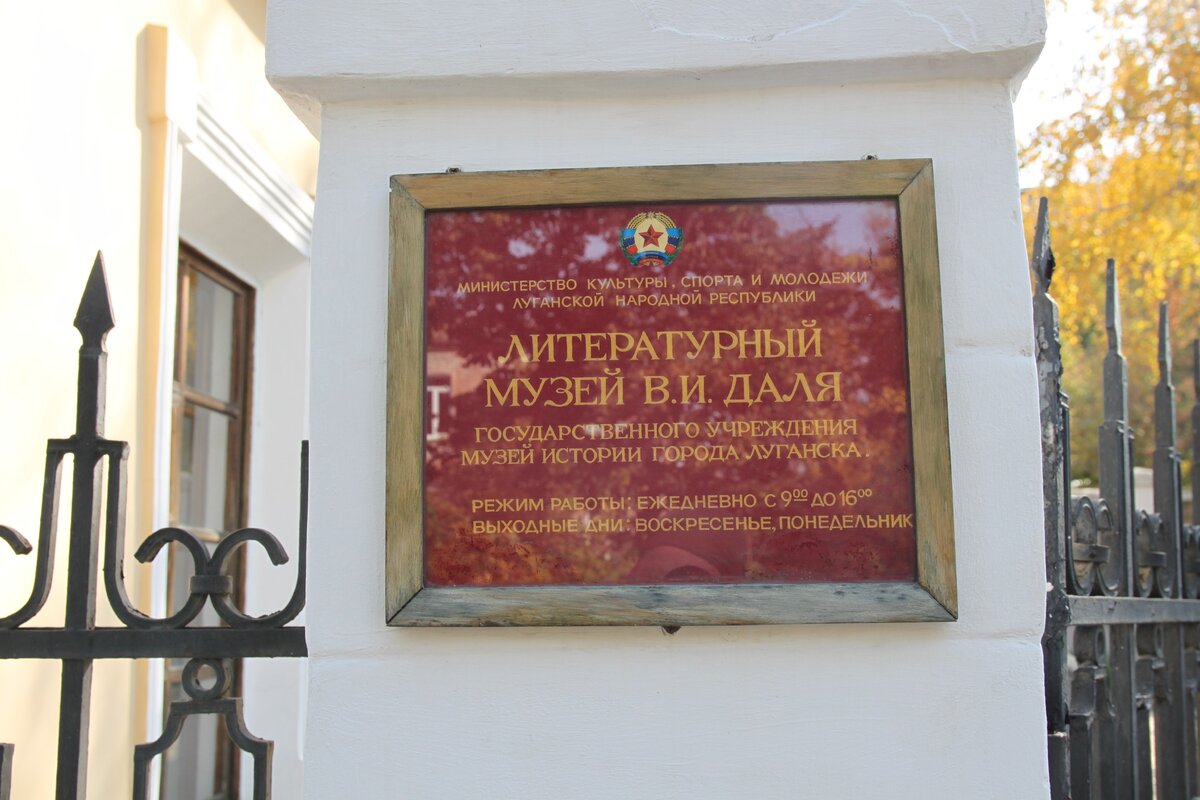 МИНИСТЕРСТВО КУЛЬТУРЫ, СПОРТА И МОЛОДЕЖИ
ЛУГАНСКОЙ НАРОДНОЙ РЕСПУБЛИКИ
ЛИТЕРАТУРНЫЙ
МУЗЕЙ В.И. ДАЛЯ
ГОСУДАРСТВЕННОГО УЧРЕЖДЕНИЯ
МУЗЕЙ ИСТОРИИ ГОРОДА ЛУГАНСКА.
РЕЖИМ РАБОТЫ: ЕЖЕДНЕВНО С 9⁰⁰ ДО 16⁰⁰
ВЫХОДНЫЕ ДНИ: ВОСКРЕСЕНЬЕ, ПОНЕДЕЛЬНИК